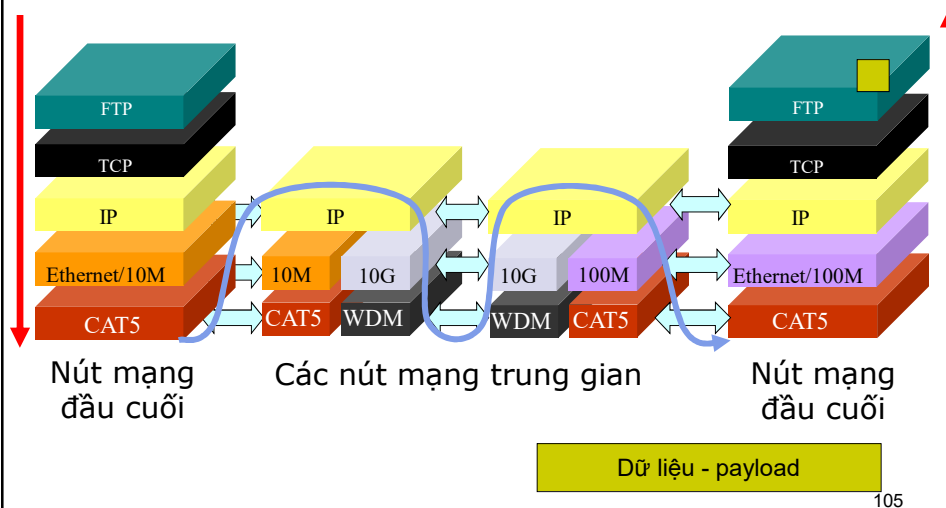 FTP
TCP
IP
Ethernet/10M
CAT5
IP
10M
10G
CAT5
WDM
IP
10G
100M
WDM
CAT5
FTP
TCP
IP
Ethernet/100M
CAT5
Nút mạng
đầu cuối
Các nút mạng trung gian
Nút mạng
đầu cuối
Dữ liệu - payload
105